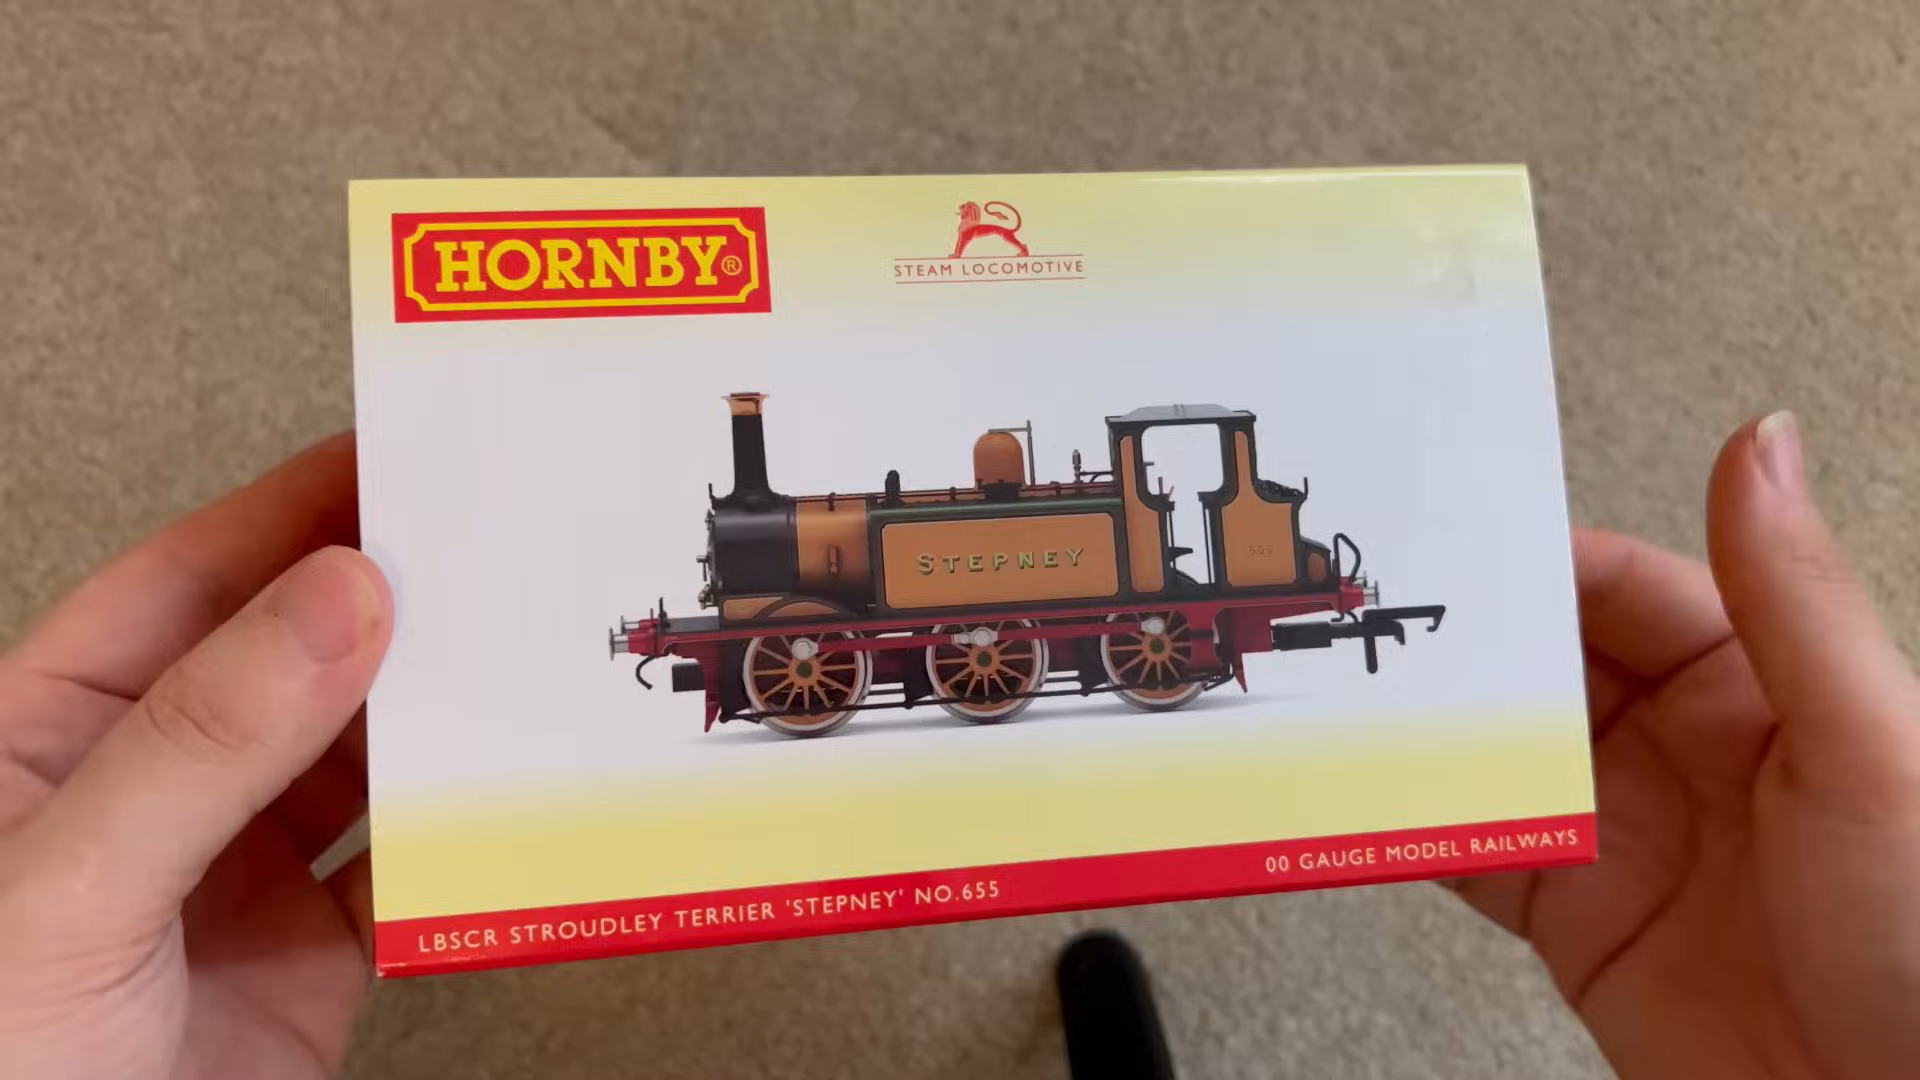 HORNBY®
STEAM LOCOMOTIVE
STEPNEY
LBSCR STROUDLEY TERRIER 'STEPNEY' NO.655
00 GAUGE MODEL RAILWAYS